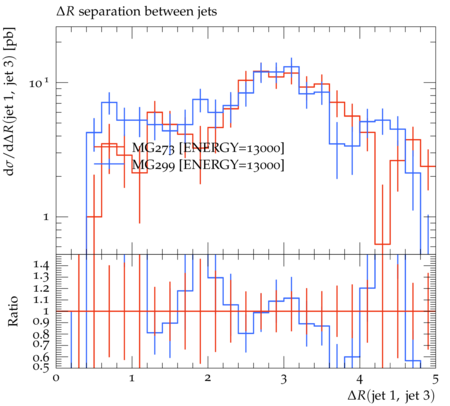 ΔR separation between jets
dσ/dΔR(jet 1, jet 3) [pb]
10¹
1
MG273 [ENERGY=13000]
MG299 [ENERGY=13000]
Ratio
1.4
1.3
1.2
1.1
1
0.9
0.8
0.7
0.6
0.5
0 1 2 3 4 5
ΔR(jet 1, jet 3)